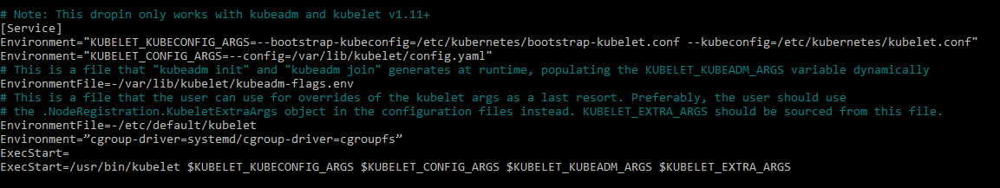 # Note: This dropin only works with kubeadm and kubelet v1.11+
[Service]
Environment="KUBELET_KUBECONFIG_ARGS=--bootstrap-kubeconfig=/etc/kubernetes/bootstrap-kubelet.conf --kubeconfig=/etc/kubernetes/kubelet.conf"
Environment="KUBELET_CONFIG_ARGS=--config=/var/lib/kubelet/config.yaml"
# This is a file that "kubeadm init" and "kubeadm join" generates at runtime, populating the KUBELET_KUBEADM_ARGS variable dynamically
EnvironmentFile=-/var/lib/kubelet/kubeadm-flags.env
# This is a file that the user can use for overrides of the kubelet args as a last resort. Preferably, the user should use
# the .NodeRegistration.KubeletExtraArgs object in the configuration files instead. KUBELET_EXTRA_ARGS should be sourced from this file.
EnvironmentFile=-/etc/default/kubelet
Environment=”cgroup-driver=systemd/cgroup-driver=cgroupfs”
ExecStart=
ExecStart=/usr/bin/kubelet $KUBELET_KUBECONFIG_ARGS $KUBELET_CONFIG_ARGS $KUBELET_KUBEADM_ARGS $KUBELET_EXTRA_ARGS